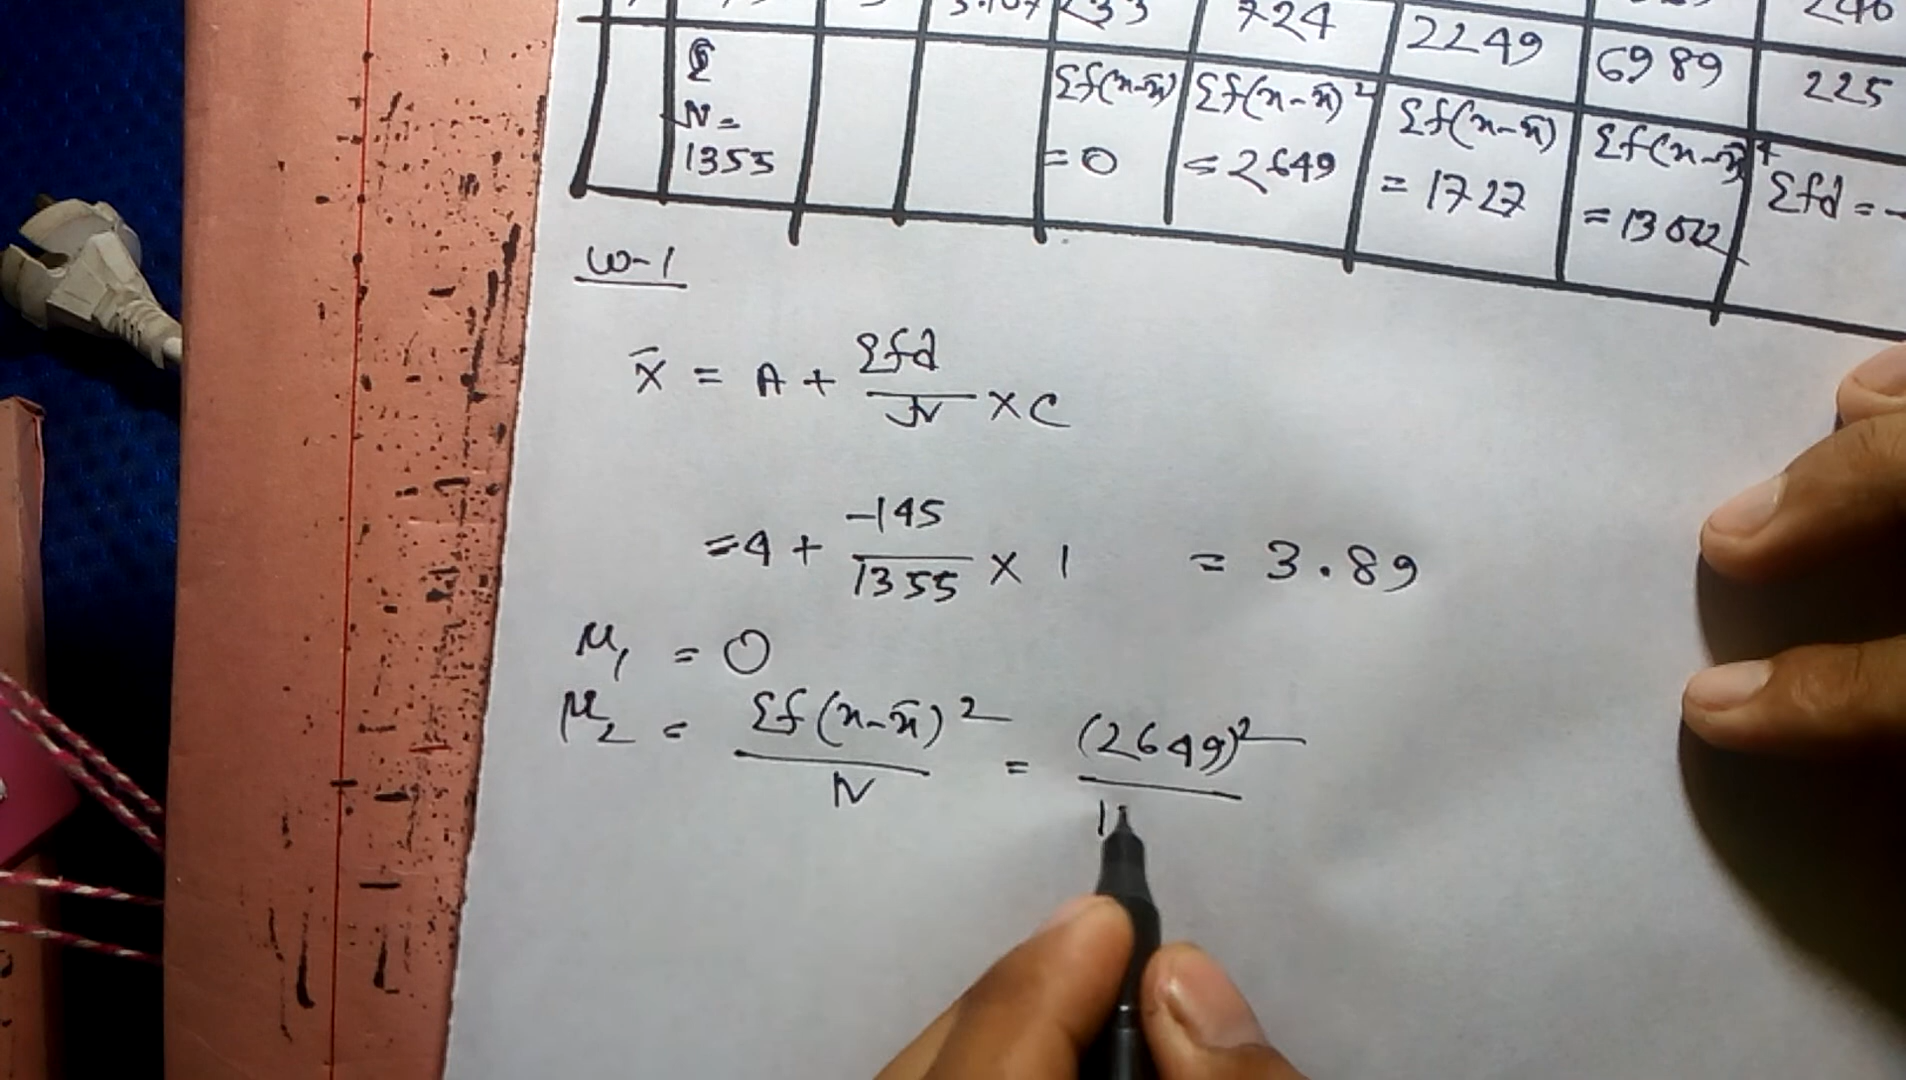 233 724 2249 6989 225
N= 1355
Σf(x-x̄) = 0
Σf(x-x̄)² = 2649
Σf(x-x̄) = 1727
Σf(x-x̄)⁴ = 13022
Σfd = -
W-1
x̄ = A + Σfd/N × C
= 4 + -145/1355 × 1 = 3.89
μ₁ = 0
μ₂ = Σf(x-x̄)²/N = (2649)²/1